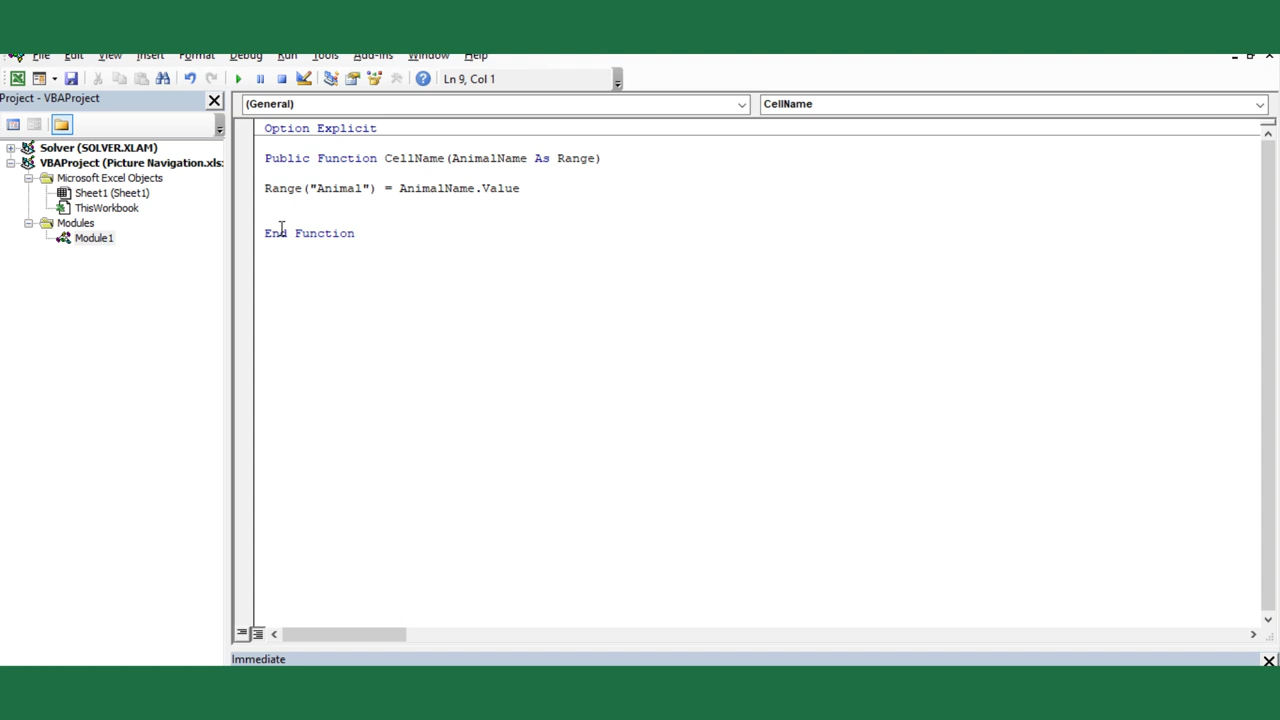 File Edit View Insert Format Debug Run Tools Add-Ins Window Help
Ln 9, Col 1
Project - VBAProject
(General) CellName
Solver (SOLVER.XLAM)
VBAProject (Picture Navigation.xls
Microsoft Excel Objects
Sheet1 (Sheet1)
ThisWorkbook
Modules
Module1
Option Explicit
Public Function CellName(AnimalName As Range)
Range("Animal") = AnimalName.Value
End Function
Immediate